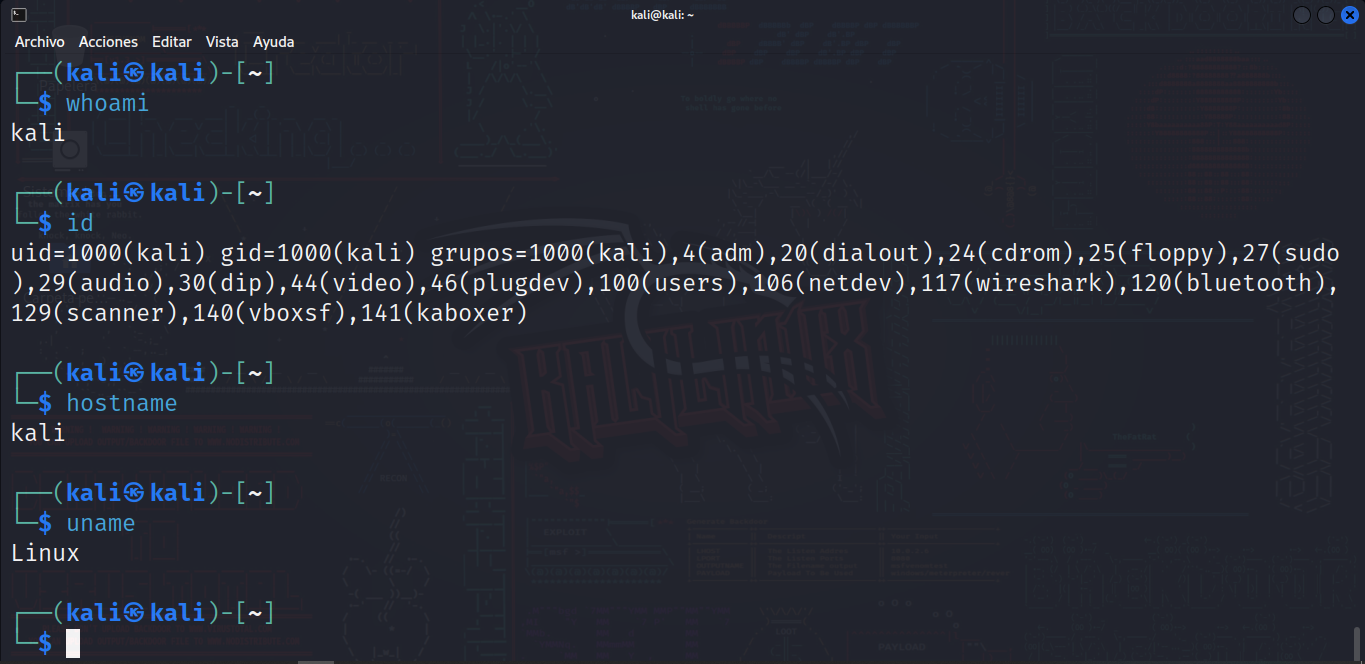 kali@kali: ~
Archivo Acciones Editar Vista Ayuda
┌──(kali㉿kali)-[~]
└─$ whoami
kali
┌──(kali㉿kali)-[~]
└─$ id
uid=1000(kali) gid=1000(kali) grupos=1000(kali),4(adm),20(dialout),24(cdrom),25(floppy),27(sudo
),29(audio),30(dip),44(video),46(plugdev),100(users),106(netdev),117(wireshark),120(bluetooth),
129(scanner),140(vboxsf),141(kaboxer)
┌──(kali㉿kali)-[~]
└─$ hostname
kali
┌──(kali㉿kali)-[~]
└─$ uname
Linux
┌──(kali㉿kali)-[~]
└─$
KALI LINUX